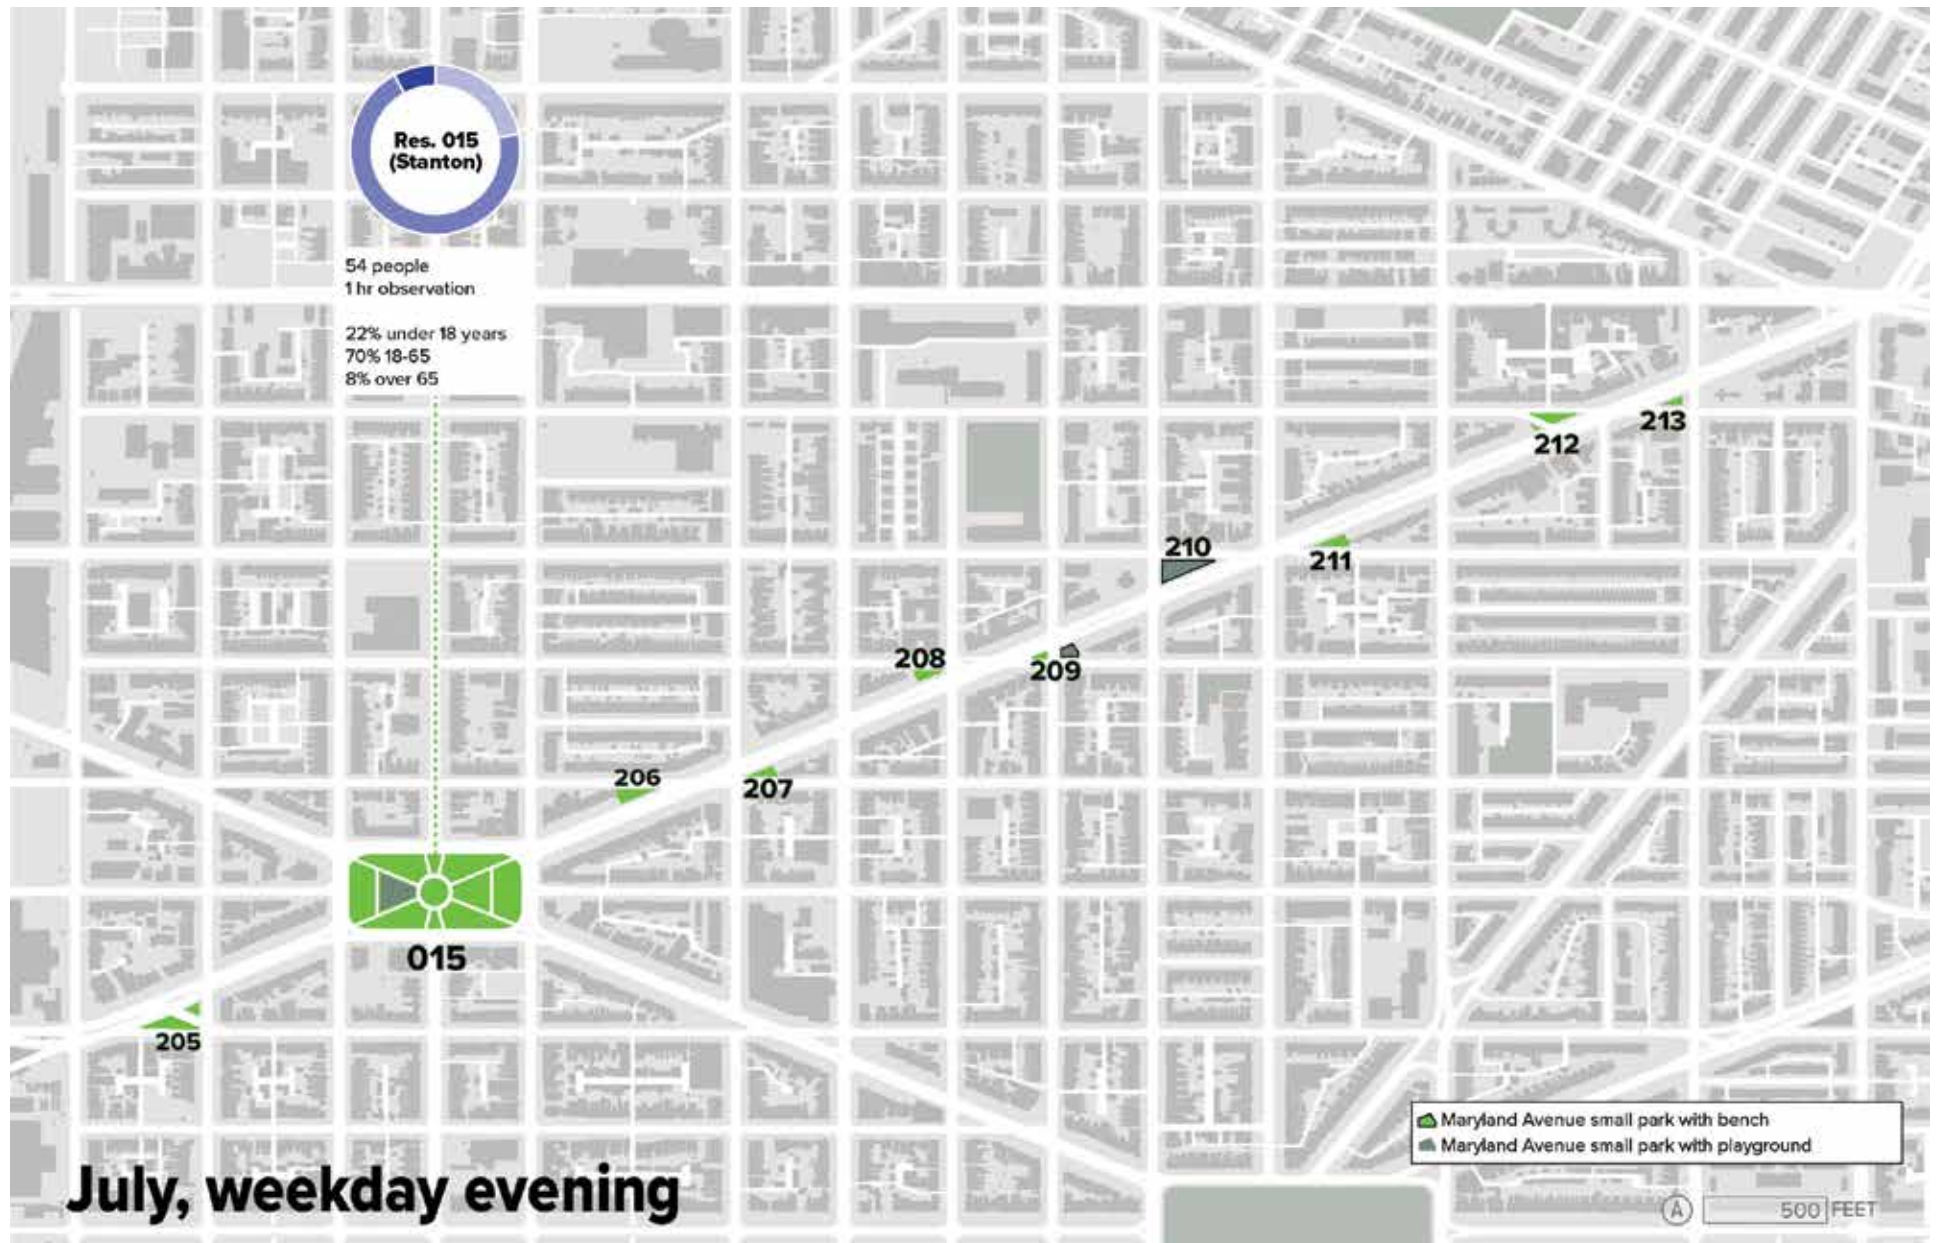 Res. 015
(Stanton)
54 people
1 hr observation
22% under 18 years
70% 18-65
8% over 65
213
212
210
211
208
209
206
207
015
205
Maryland Avenue small park with bench
Maryland Avenue small park with playground
July, weekday evening
A
500 FEET